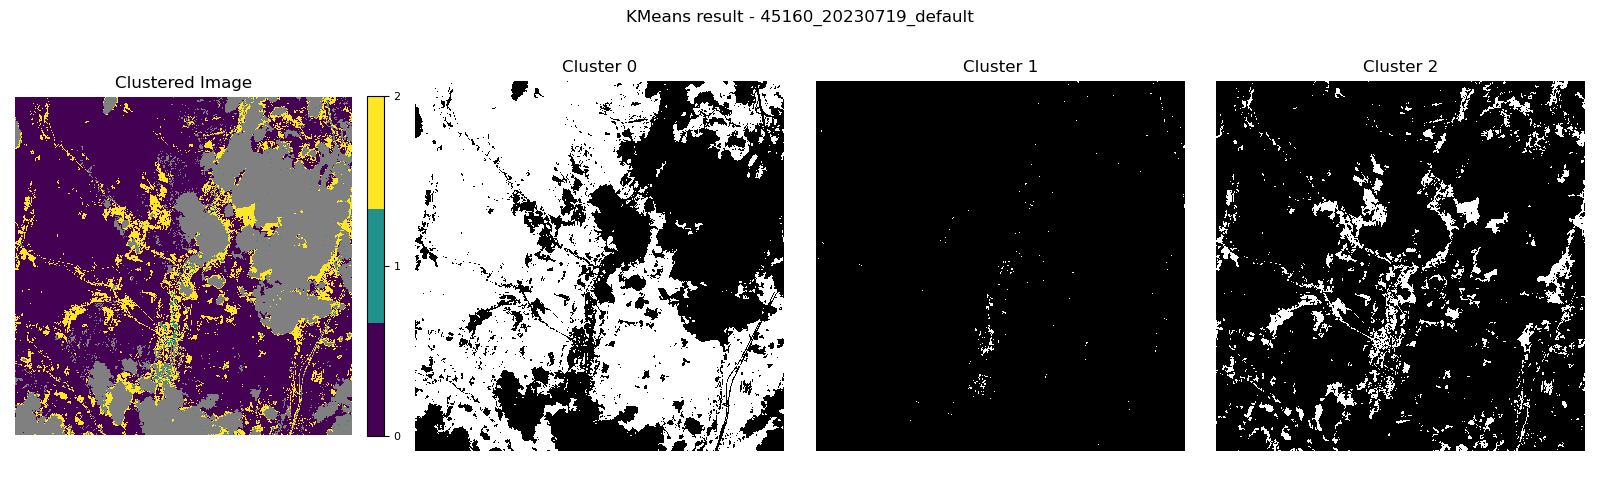 KMeans result - 45160_20230719_default
Clustered Image
Cluster 0
Cluster 1
Cluster 2
2
1
0